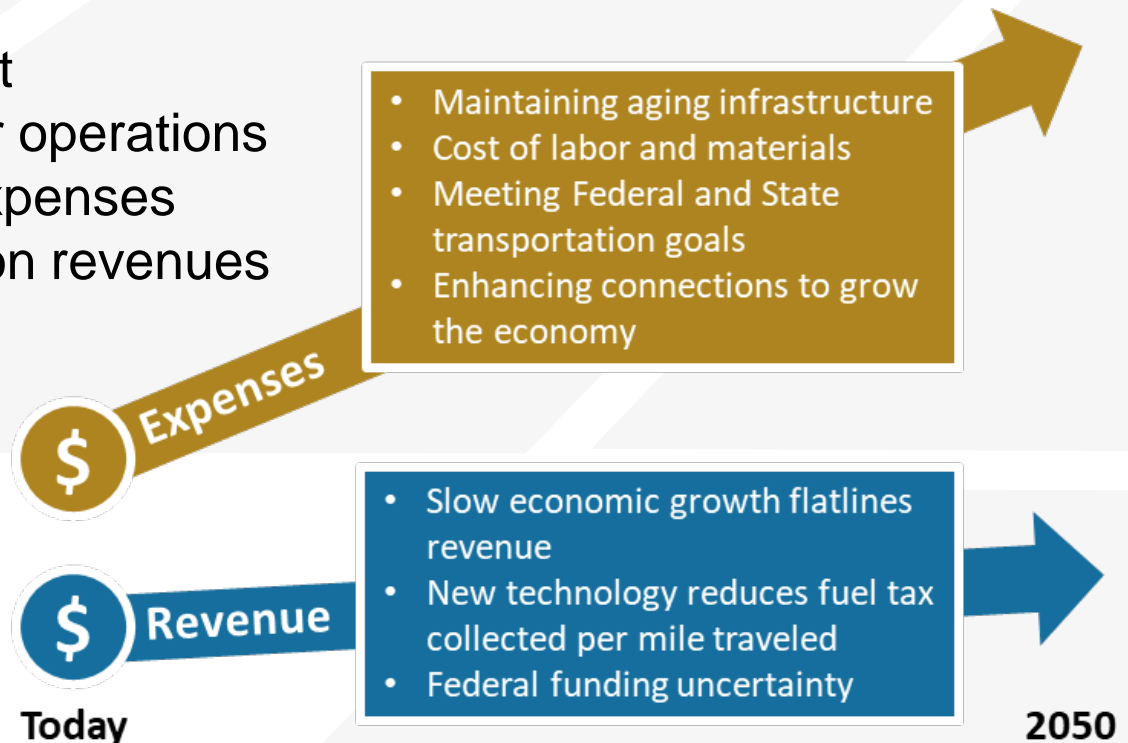 t
r operations
xpenses
on revenues
• Maintaining aging infrastructure
• Cost of labor and materials
• Meeting Federal and State
transportation goals
• Enhancing connections to grow
the economy
$ Expenses
• Slow economic growth flatlines
revenue
• New technology reduces fuel tax
collected per mile traveled
• Federal funding uncertainty
$ Revenue
Today
2050